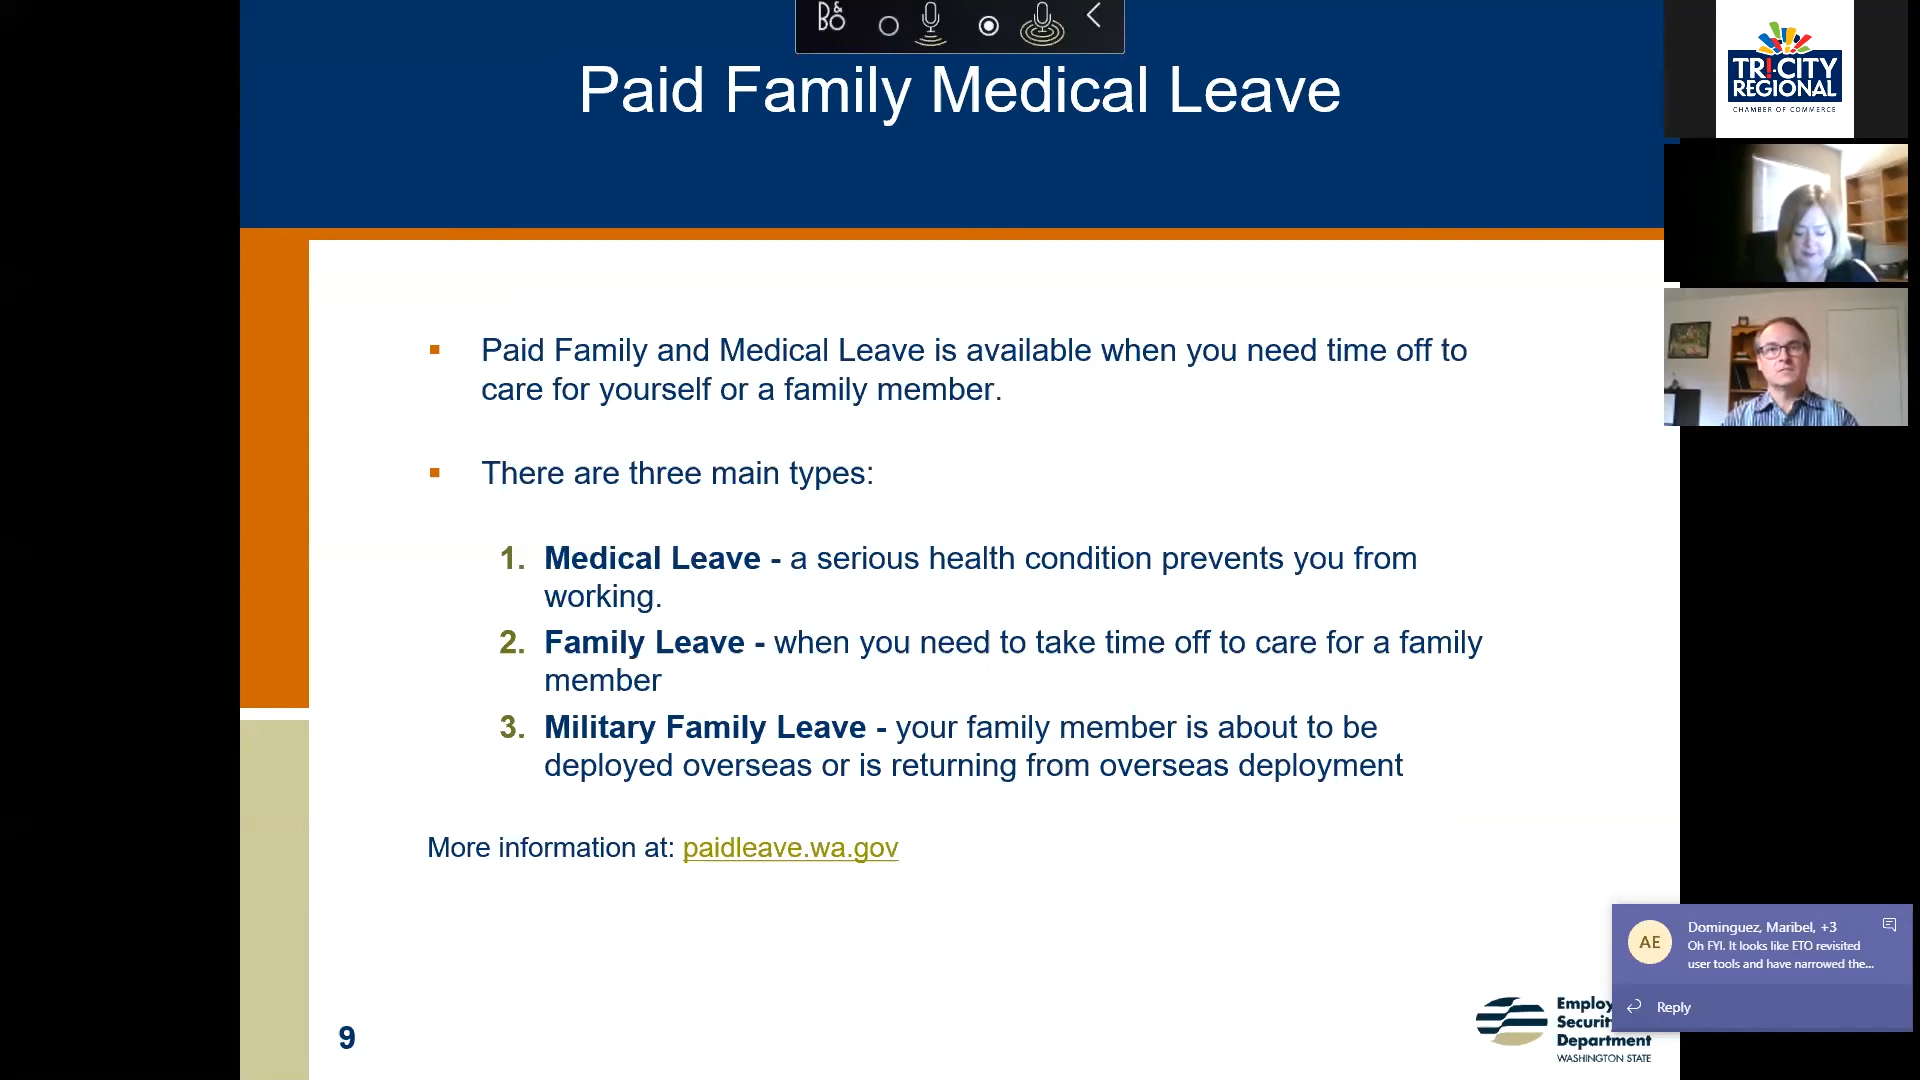 B&O
Paid Family Medical Leave
TR!-CITY
REGIONAL
CHAMBER OF COMMERCE
▪ Paid Family and Medical Leave is available when you need time off to
care for yourself or a family member.
▪ There are three main types:
1. Medical Leave - a serious health condition prevents you from
working.
2. Family Leave - when you need to take time off to care for a family
member
3. Military Family Leave - your family member is about to be
deployed overseas or is returning from overseas deployment
More information at: paidleave.wa.gov
AE
Dominguez, Maribel, +3
Oh FYI. It looks like ETO revisited
user tools and have narrowed the...
Reply
Employ
Securit
Department
WASHINGTON STATE
9